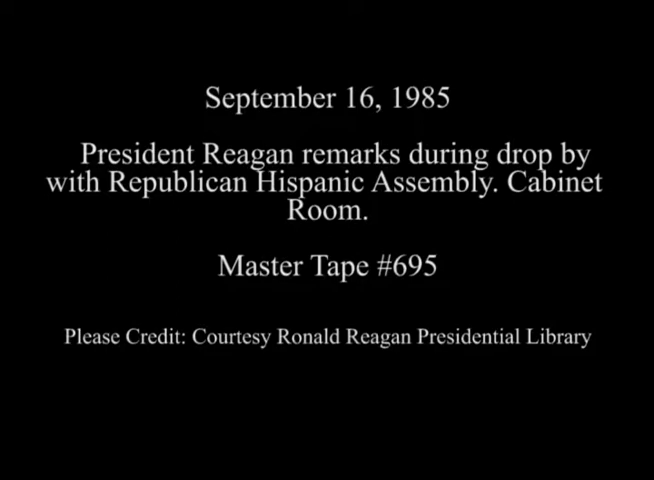 September 16, 1985
President Reagan remarks during drop by
with Republican Hispanic Assembly. Cabinet
Room.
Master Tape #695
Please Credit: Courtesy Ronald Reagan Presidential Library